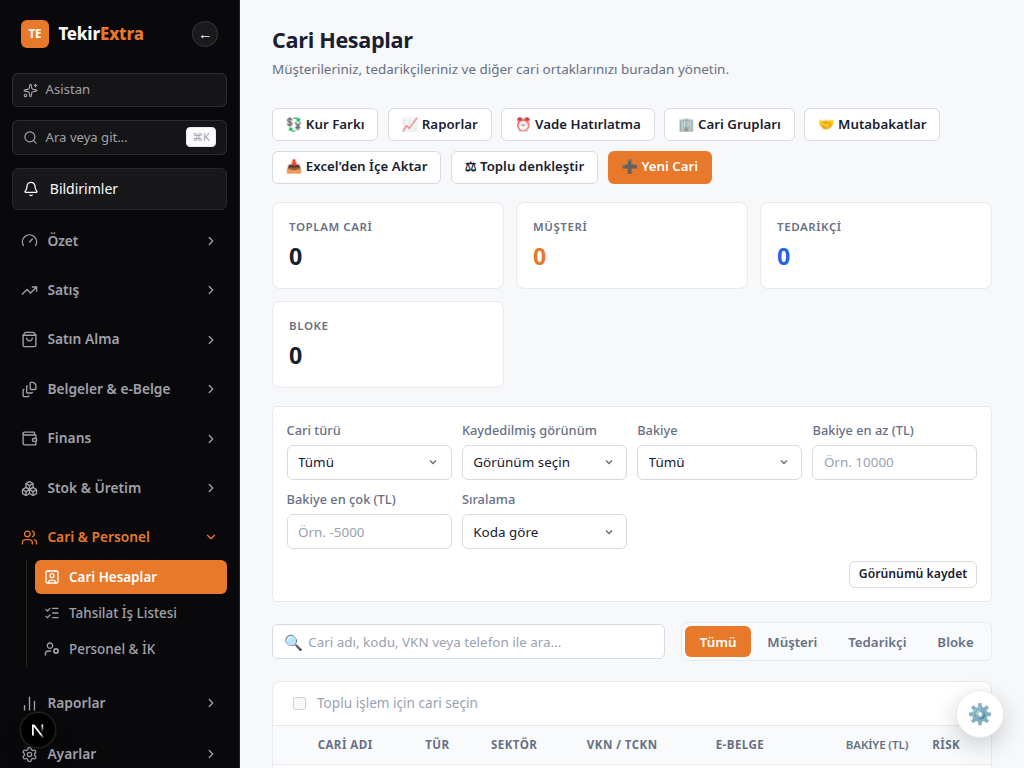 TE TekirExtra ←
Asistan
Ara veya git... ⌘K
Bildirimler
Özet
Satış
Satın Alma
Belgeler & e-Belge
Finans
Stok & Üretim
Cari & Personel
Cari Hesaplar
Tahsilat İş Listesi
Personel & İK
Raporlar
N
Ayarlar
Cari Hesaplar
Müşterileriniz, tedarikçileriniz ve diğer cari ortaklarınızı buradan yönetin.
💱 Kur Farkı 📈 Raporlar ⏰ Vade Hatırlatma 🏢 Cari Grupları 🤝 Mutabakatlar
📥 Excel'den İçe Aktar ⚖ Toplu denkleştir ➕ Yeni Cari
TOPLAM CARİ MÜŞTERİ TEDARİKÇİ
0 0 0
BLOKE
0
Cari türü Kaydedilmiş görünüm Bakiye Bakiye en az (TL)
Tümü Görünüm seçin Tümü Örn. 10000
Bakiye en çok (TL) Sıralama
Örn. -5000 Koda göre
Görünümü kaydet
🔍 Cari adı, kodu, VKN veya telefon ile ara... Tümü Müşteri Tedarikçi Bloke
Toplu işlem için cari seçin
CARİ ADI TÜR SEKTÖR VKN / TCKN E-BELGE BAKİYE (TL) RİSK